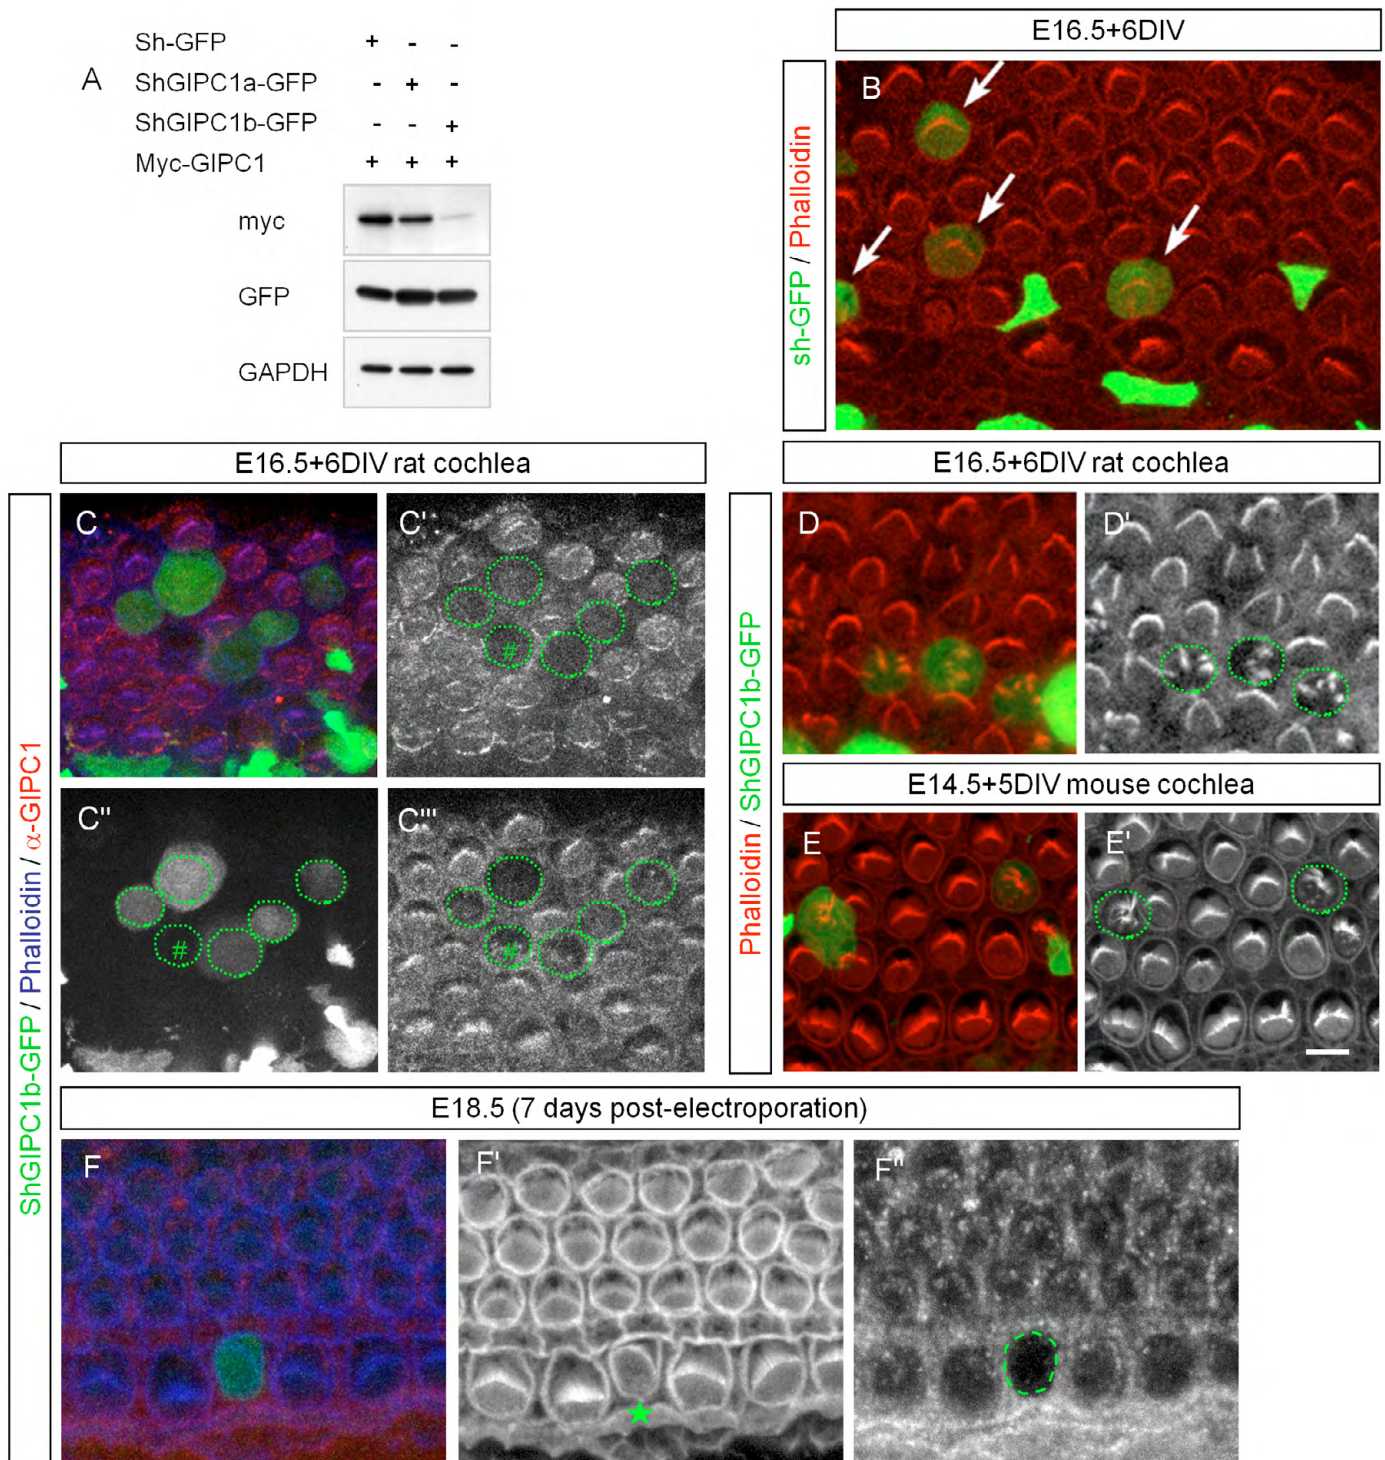 A
Sh-GFP + - -
ShGIPC1a-GFP - + -
ShGIPC1b-GFP - - +
Myc-GIPC1 + + +
myc
GFP
GAPDH
E16.5+6DIV
sh-GFP / Phalloidin
B
E16.5+6DIV rat cochlea
ShGIPC1b-GFP / Phalloidin / α-GIPC1
C
C'
#
C''
#
C'''
#
E16.5+6DIV rat cochlea
Phalloidin / ShGIPC1b-GFP
D
D'
E14.5+5DIV mouse cochlea
E
E'
E18.5 (7 days post-electroporation)
F
F'
F''